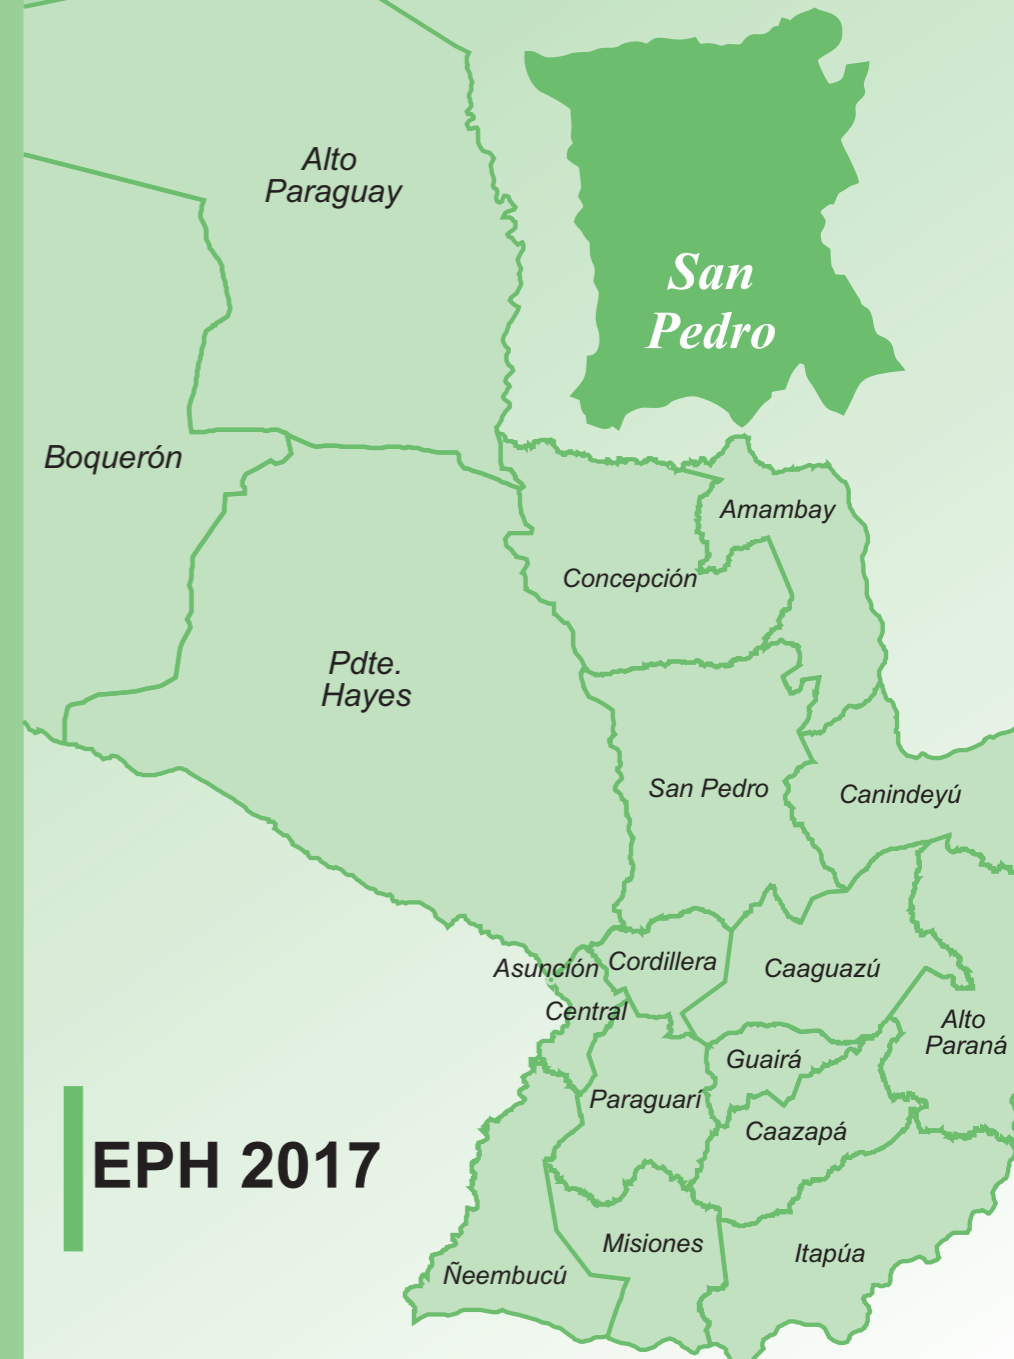 Alto
Paraguay
San
Pedro
Boquerón
Amambay
Concepción
Pdte.
Hayes
San Pedro
Canindeyú
Asunción
Cordillera
Caaguazú
Central
Alto
Paraná
Guairá
Paraguarí
Caazapá
EPH 2017
Misiones
Itapúa
Ñeembucú